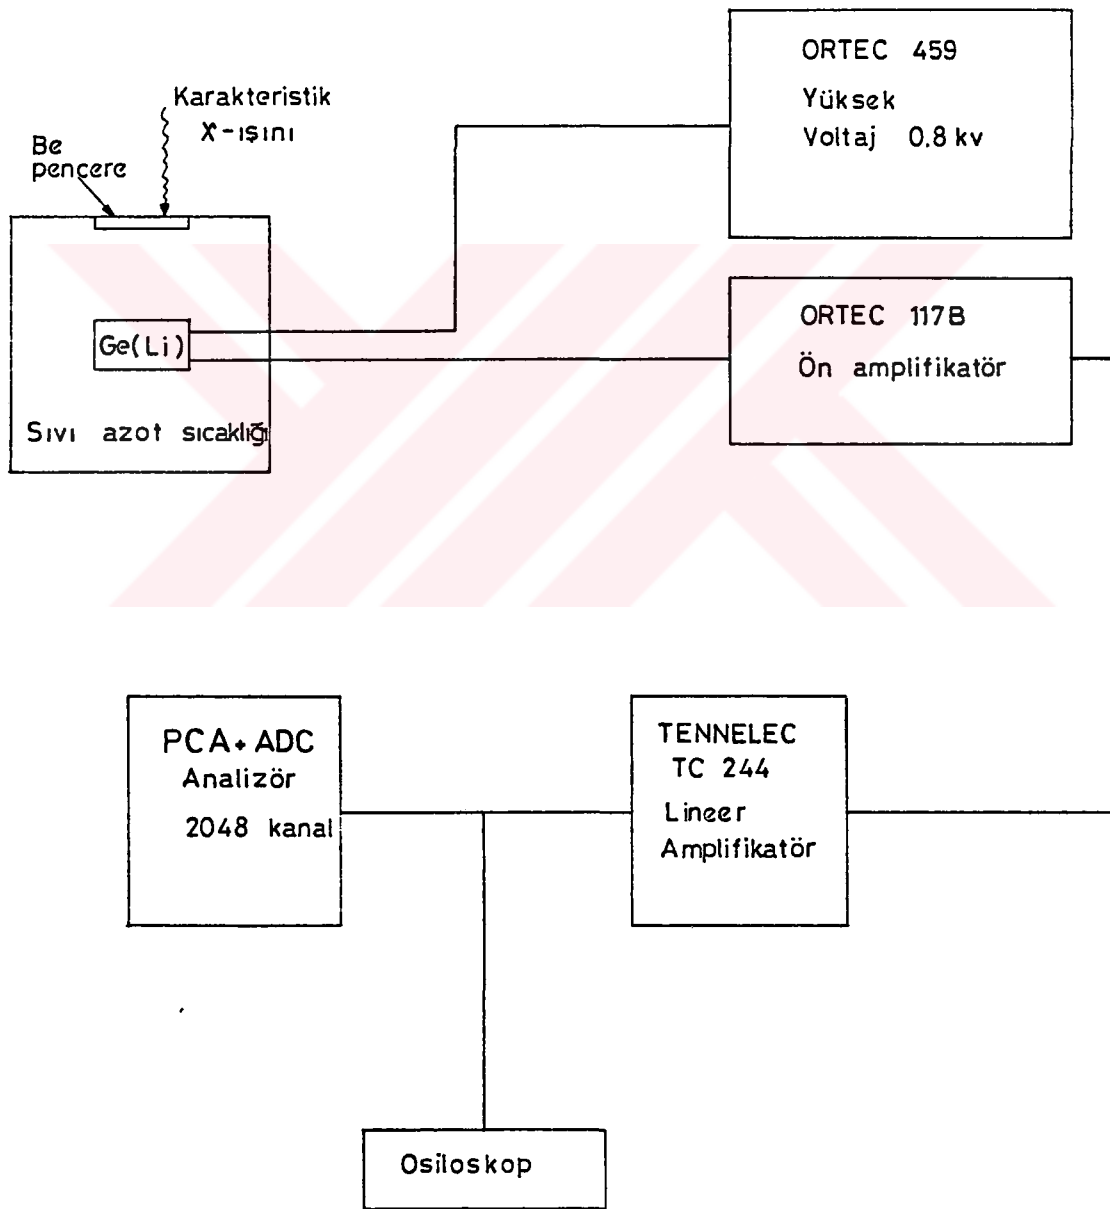 Karakteristik
X-ışını
Be
pencere
Ge(Li)
Sıvı azot sıcaklığı
ORTEC 459
Yüksek
Voltaj 0.8 kv
ORTEC 117B
Ön amplifikatör
PCA+ADC
Analizör
2048 kanal
TENNELEC
TC 244
Lineer
Amplifikatör
Osiloskop